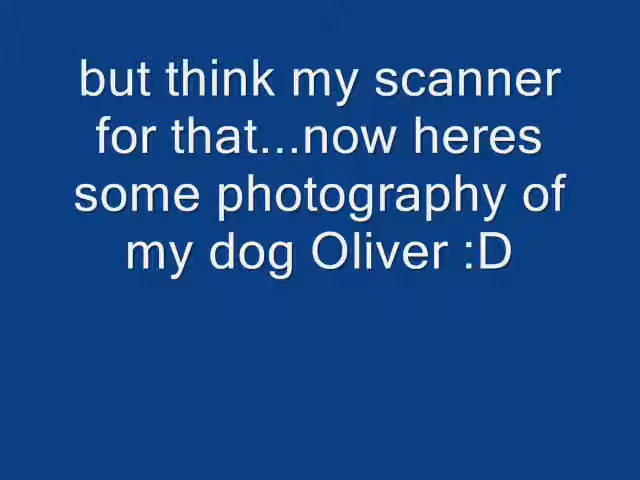 but think my scanner
for that...now heres
some photography of
my dog Oliver :D